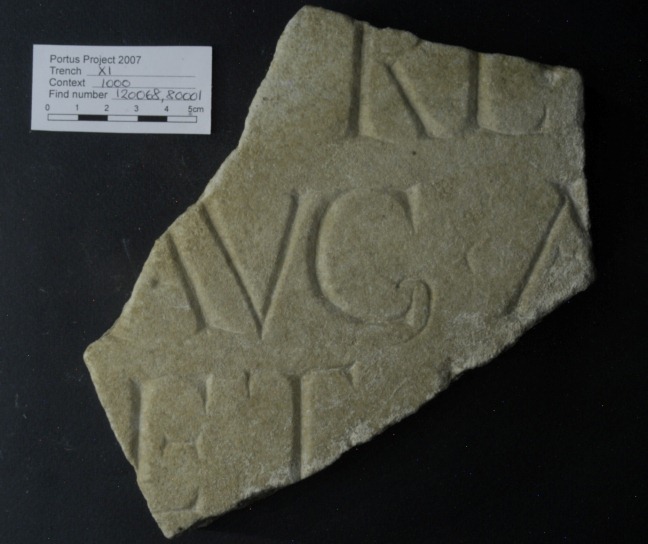 Portus Project 2007
Trench XI
Context 1000
Find number 120068, 80001
0 1 2 3 4 5cm
AVG A
ET